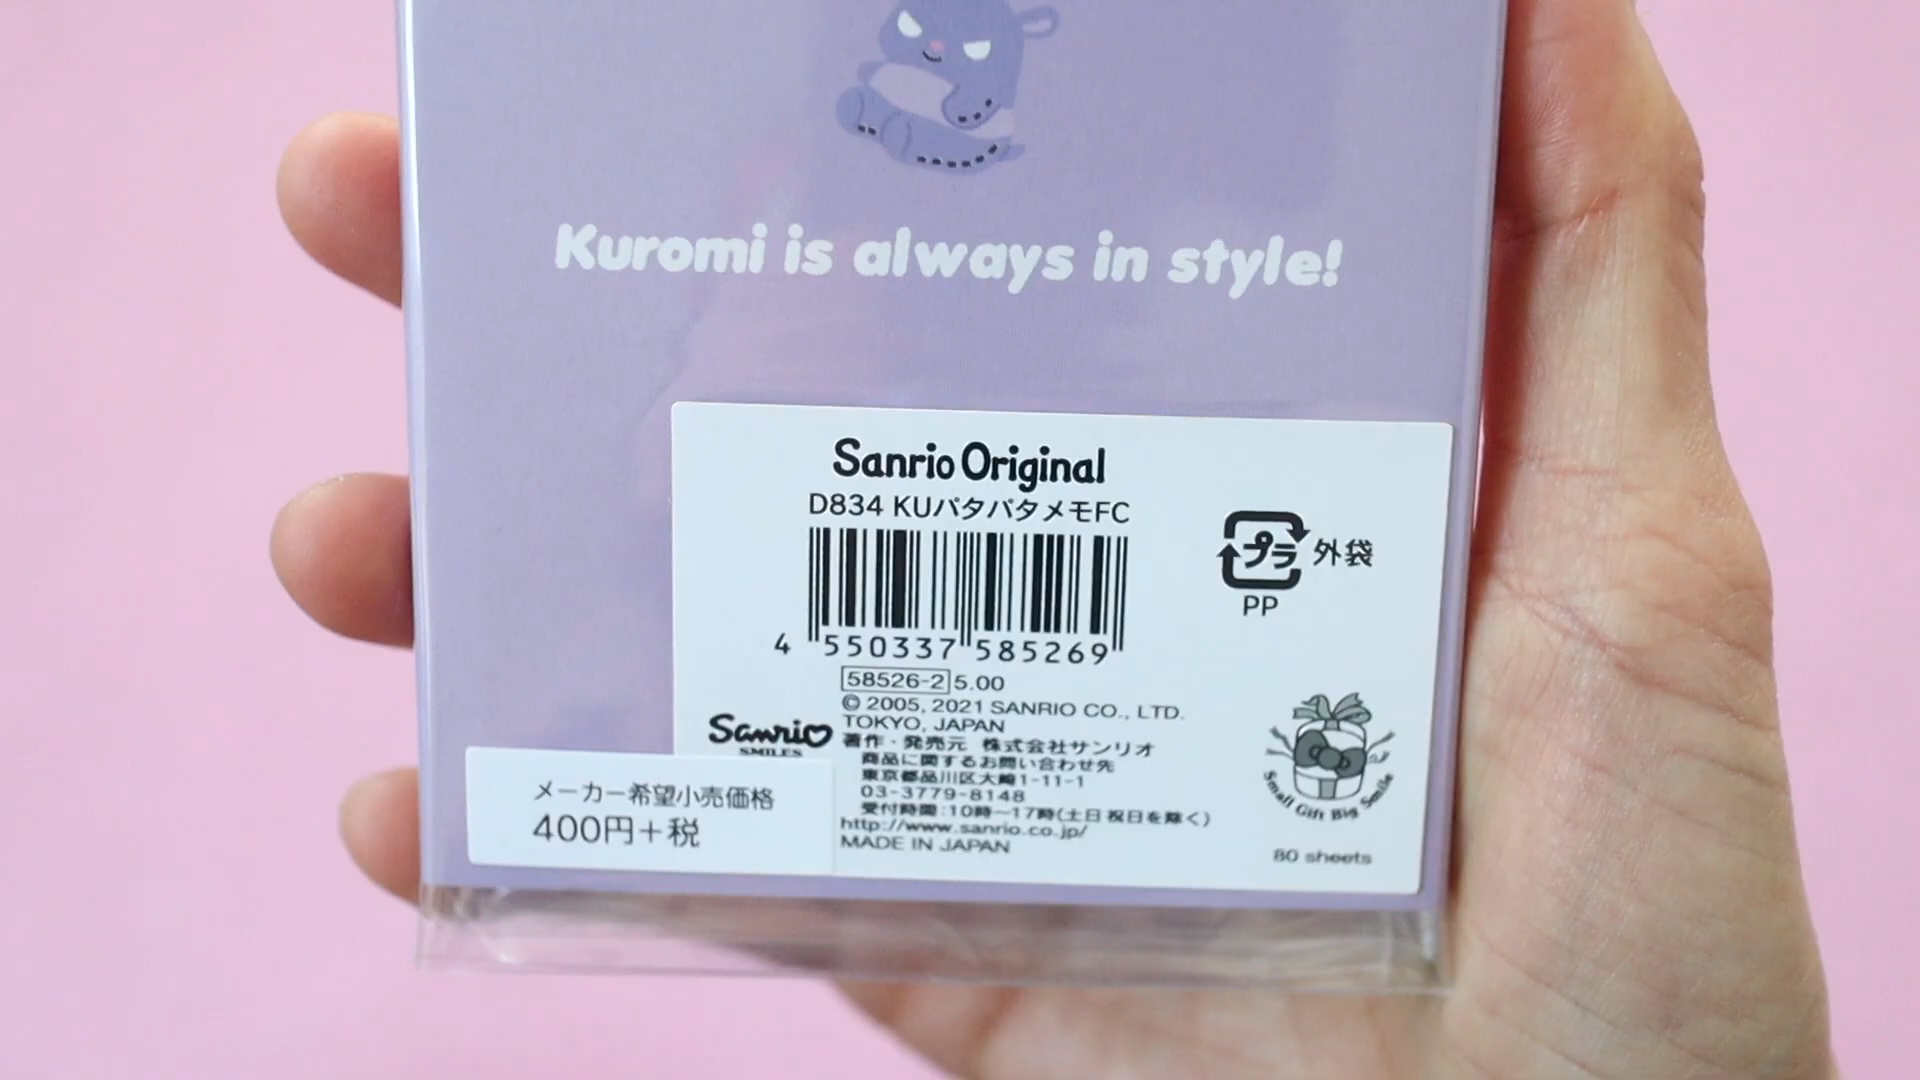 Kuromi is always in style!
Sanrio Original
D834 KUパタパタメモFC
プラ 外袋
PP
4 550337 585269
58526-2 5.00
© 2005, 2021 SANRIO CO., LTD.
TOKYO, JAPAN
Sanrio
SMILES
著作・発売元 株式会社サンリオ
商品に関するお問い合わせ先
東京都品川区大崎1-11-1
03-3779-8148
受付時間:10時~17時(土日祝日を除く)
http://www.sanrio.co.jp/
MADE IN JAPAN
Small Gift Big Smile
80 sheets
メーカー希望小売価格
400円+税